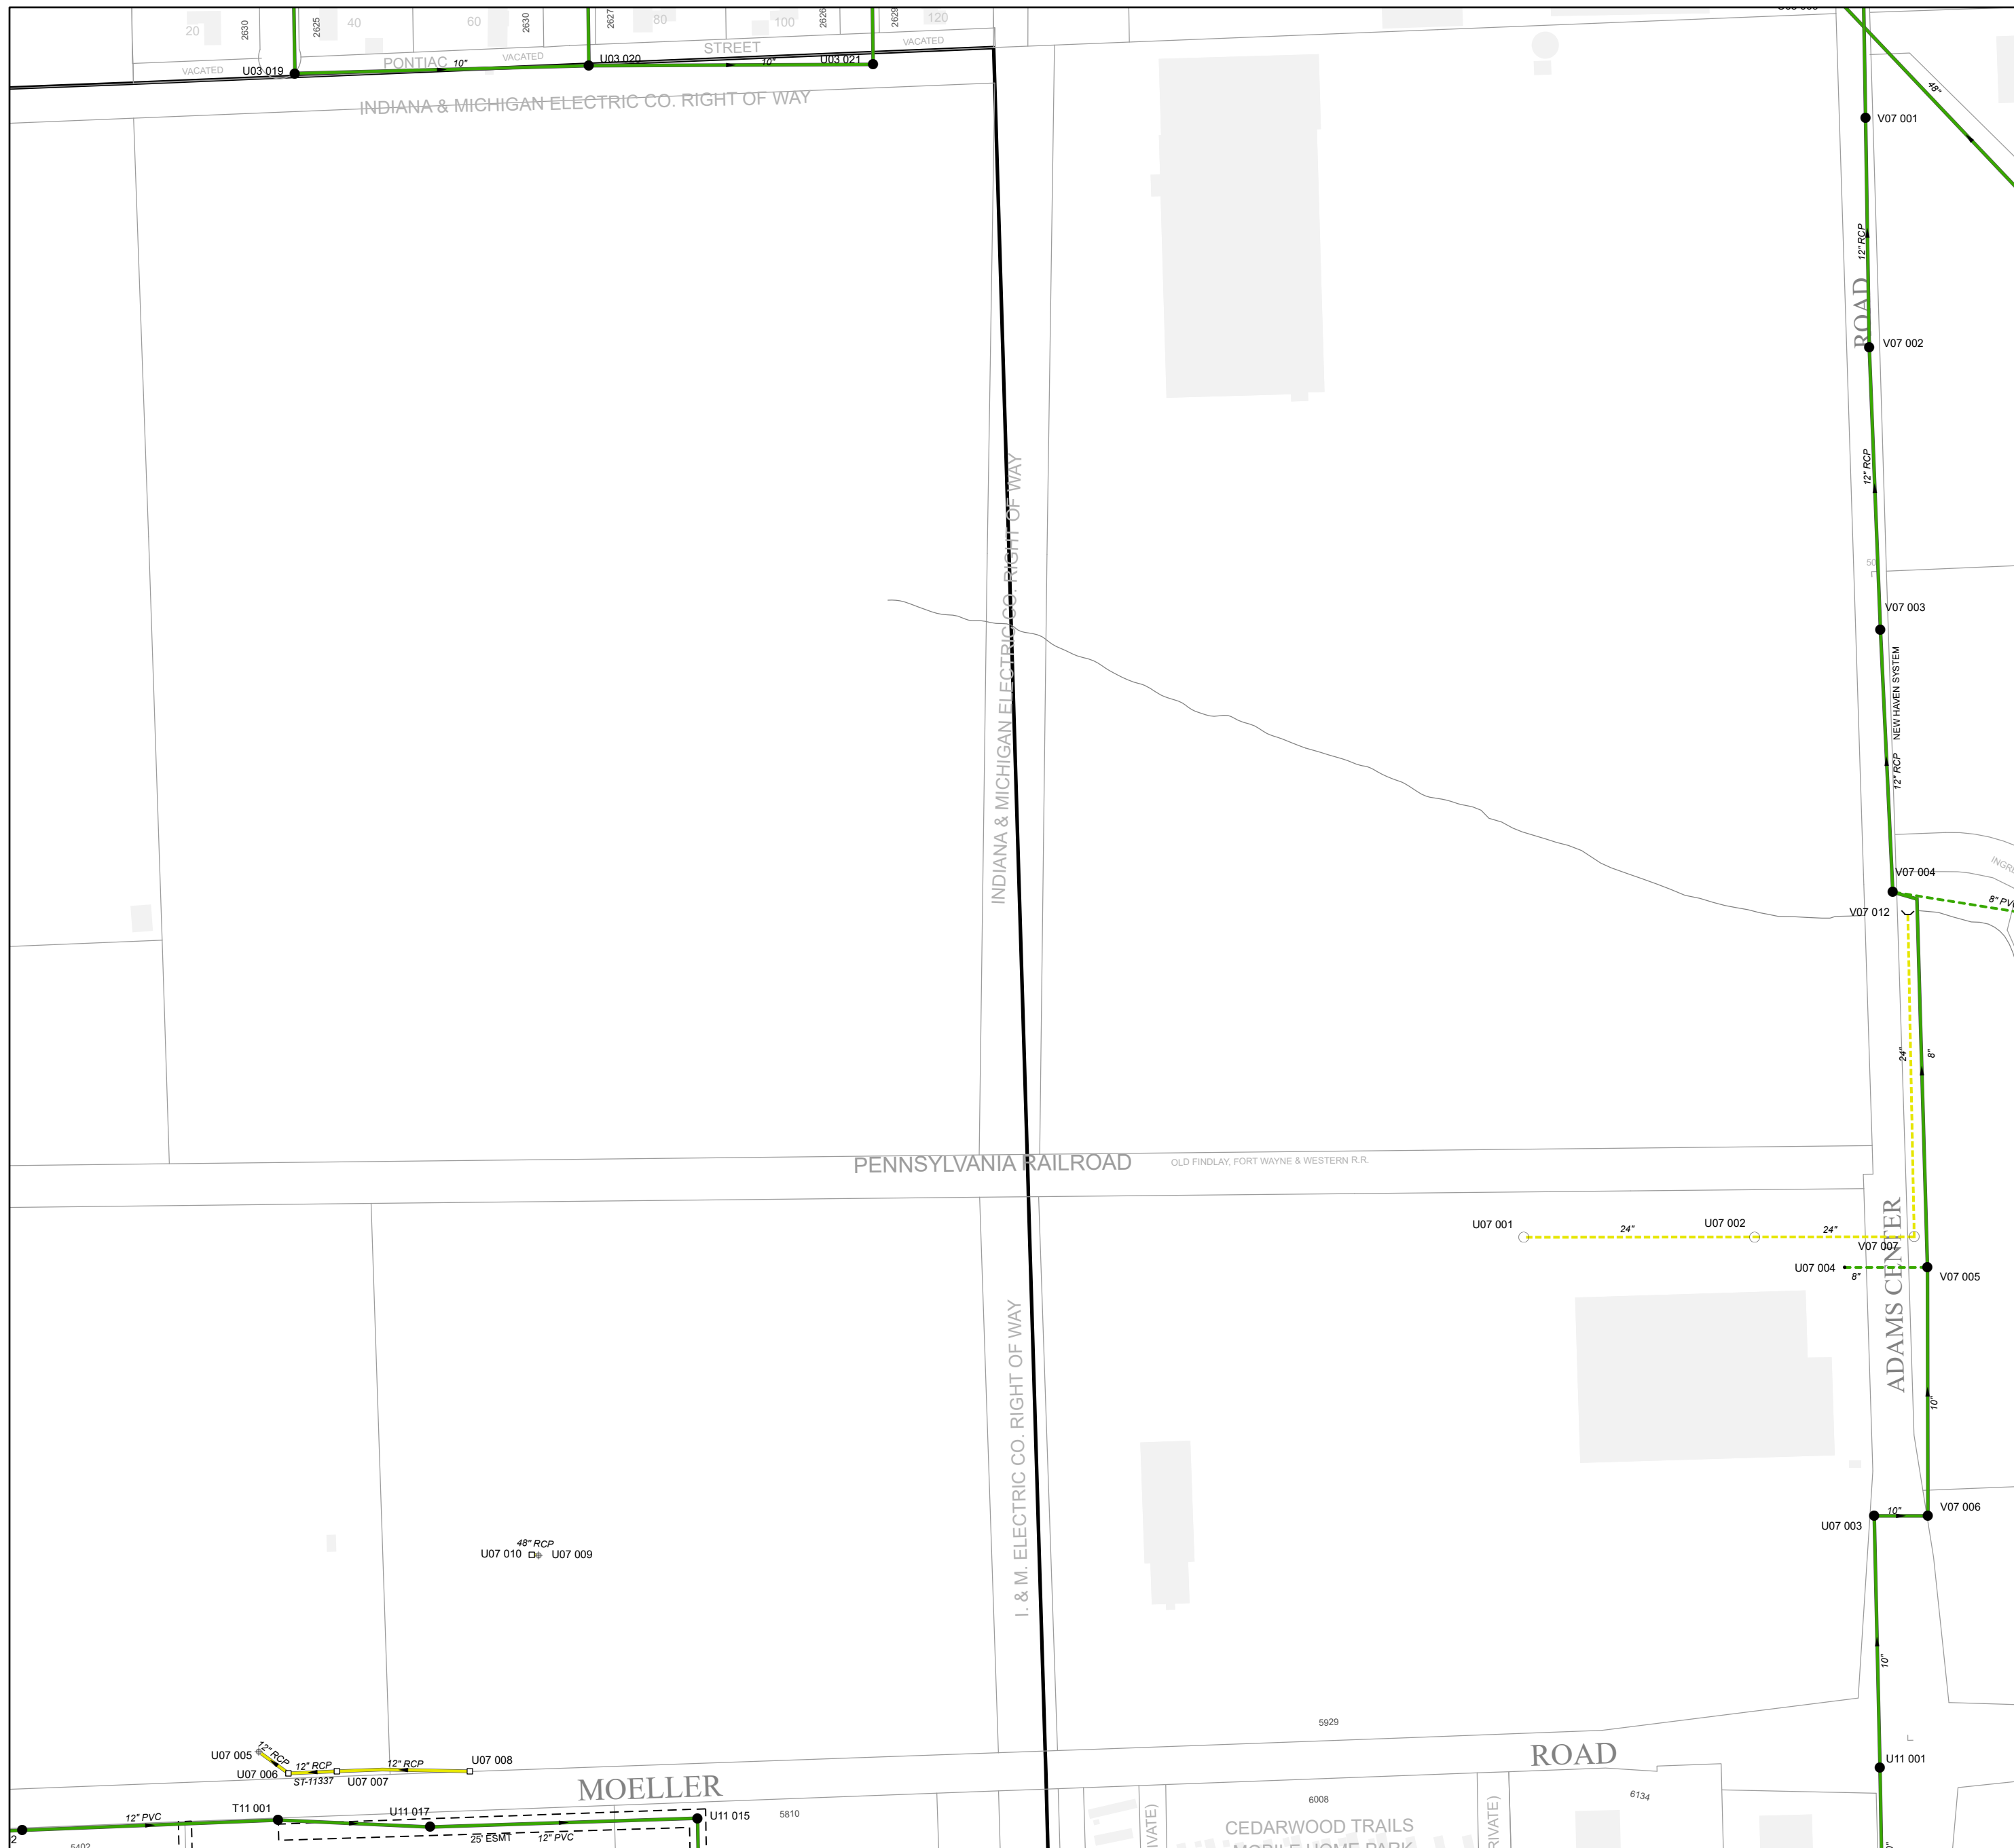 20
2630
2625
40
60
2630
2627
80
100
2626
2629
120
VACATED
PONTIAC
VACATED
STREET
VACATED
U03 019
10"
U03 020
10"
U03 021
INDIANA & MICHIGAN ELECTRIC CO. RIGHT OF WAY
48"
V07 001
12" RCP
ROAD
V07 002
12" RCP
INDIANA & MICHIGAN ELECTRIC CO. RIGHT OF WAY
V07 003
NEW HAVEN SYSTEM
12" RCP
V07 004
V07 012
8" PVC
24"
8"
PENNSYLVANIA RAILROAD
OLD FINDLAY, FORT WAYNE & WESTERN R.R.
U07 001
24"
U07 002
24"
V07 007
U07 004
8"
V07 005
ADAMS CENTER
I. & M. ELECTRIC CO. RIGHT OF WAY
10"
10"
U07 003
V07 006
48" RCP
U07 010
U07 009
10"
5929
ROAD
U11 001
U07 005
12" RCP
U07 006
12" RCP
ST-11337
U07 007
12" RCP
U07 008
MOELLER
12" PVC
T11 001
U11 017
U11 015
5810
25' ESMT
12" PVC
2
5402
6008
6134
CEDARWOOD TRAILS
MOBILE HOME PARK